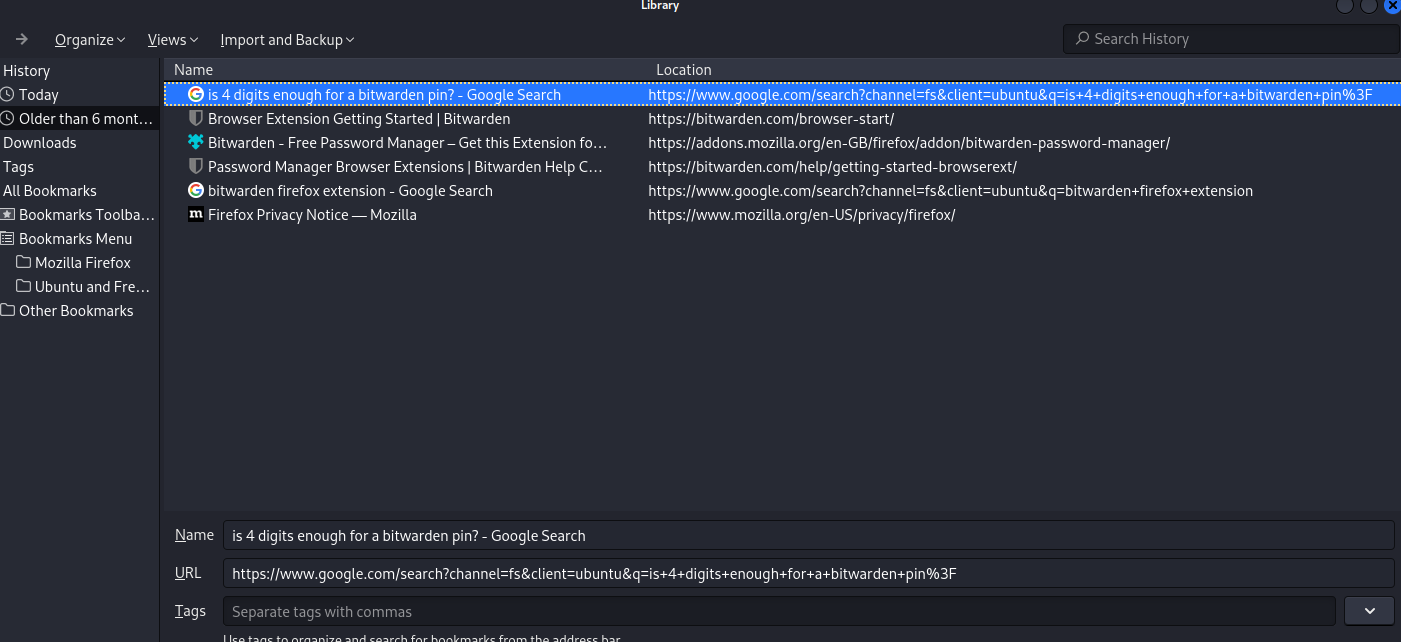 Library
Organize Views Import and Backup Search History
History Name Location
Today is 4 digits enough for a bitwarden pin? - Google Search https://www.google.com/search?channel=fs&client=ubuntu&q=is+4+digits+enough+for+a+bitwarden+pin%3F
Older than 6 mont… Browser Extension Getting Started | Bitwarden https://bitwarden.com/browser-start/
Downloads Bitwarden - Free Password Manager – Get this Extension fo… https://addons.mozilla.org/en-GB/firefox/addon/bitwarden-password-manager/
Tags Password Manager Browser Extensions | Bitwarden Help C… https://bitwarden.com/help/getting-started-browserext/
All Bookmarks bitwarden firefox extension - Google Search https://www.google.com/search?channel=fs&client=ubuntu&q=bitwarden+firefox+extension
Bookmarks Toolba… Firefox Privacy Notice — Mozilla https://www.mozilla.org/en-US/privacy/firefox/
Bookmarks Menu
Mozilla Firefox
Ubuntu and Fre…
Other Bookmarks
Name is 4 digits enough for a bitwarden pin? - Google Search
URL https://www.google.com/search?channel=fs&client=ubuntu&q=is+4+digits+enough+for+a+bitwarden+pin%3F
Tags Separate tags with commas
Use tags to organize and search for bookmarks from the address bar